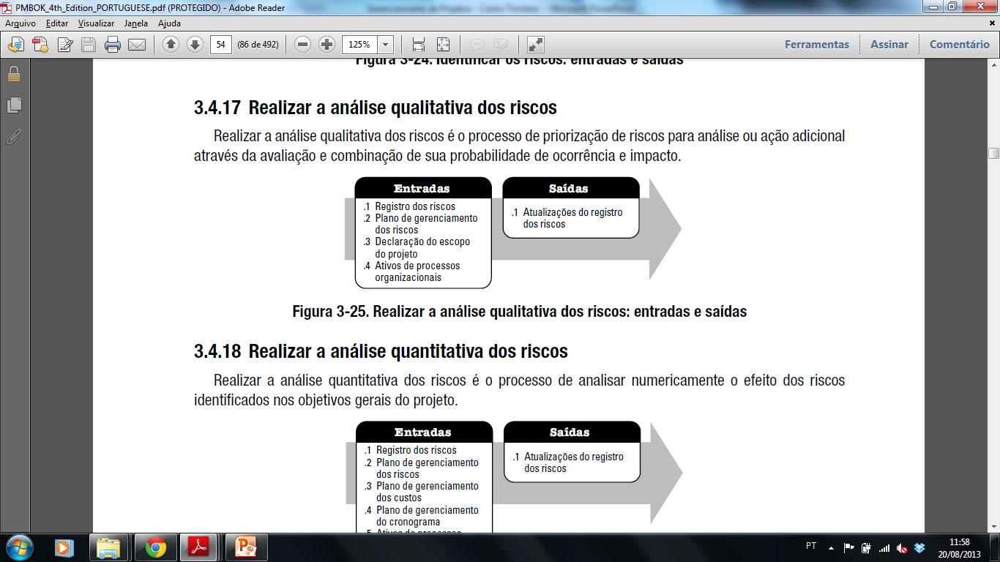 PMBOK_4th_Edition_PORTUGUESE.pdf (PROTEGIDO) - Adobe Reader
Gerenciamento de Projetos - Carlos Timóteo - Microsoft PowerPoint
Arquivo Editar Visualizar Janela Ajuda
54 (86 de 492) 125% Ferramentas Assinar Comentário
Figura 3-24. Identificar os riscos: entradas e saídas
3.4.17 Realizar a análise qualitativa dos riscos
Realizar a análise qualitativa dos riscos é o processo de priorização de riscos para análise ou ação adicional
através da avaliação e combinação de sua probabilidade de ocorrência e impacto.
Entradas
.1 Registro dos riscos
.2 Plano de gerenciamento
dos riscos
.3 Declaração do escopo
do projeto
.4 Ativos de processos
organizacionais
Saídas
.1 Atualizações do registro
dos riscos
Figura 3-25. Realizar a análise qualitativa dos riscos: entradas e saídas
3.4.18 Realizar a análise quantitativa dos riscos
Realizar a análise quantitativa dos riscos é o processo de analisar numericamente o efeito dos riscos
identificados nos objetivos gerais do projeto.
Entradas
.1 Registro dos riscos
.2 Plano de gerenciamento
dos riscos
.3 Plano de gerenciamento
dos custos
.4 Plano de gerenciamento
do cronograma
.5 Ativos de processos
Saídas
.1 Atualizações do registro
dos riscos
PT
11:58
20/08/2013